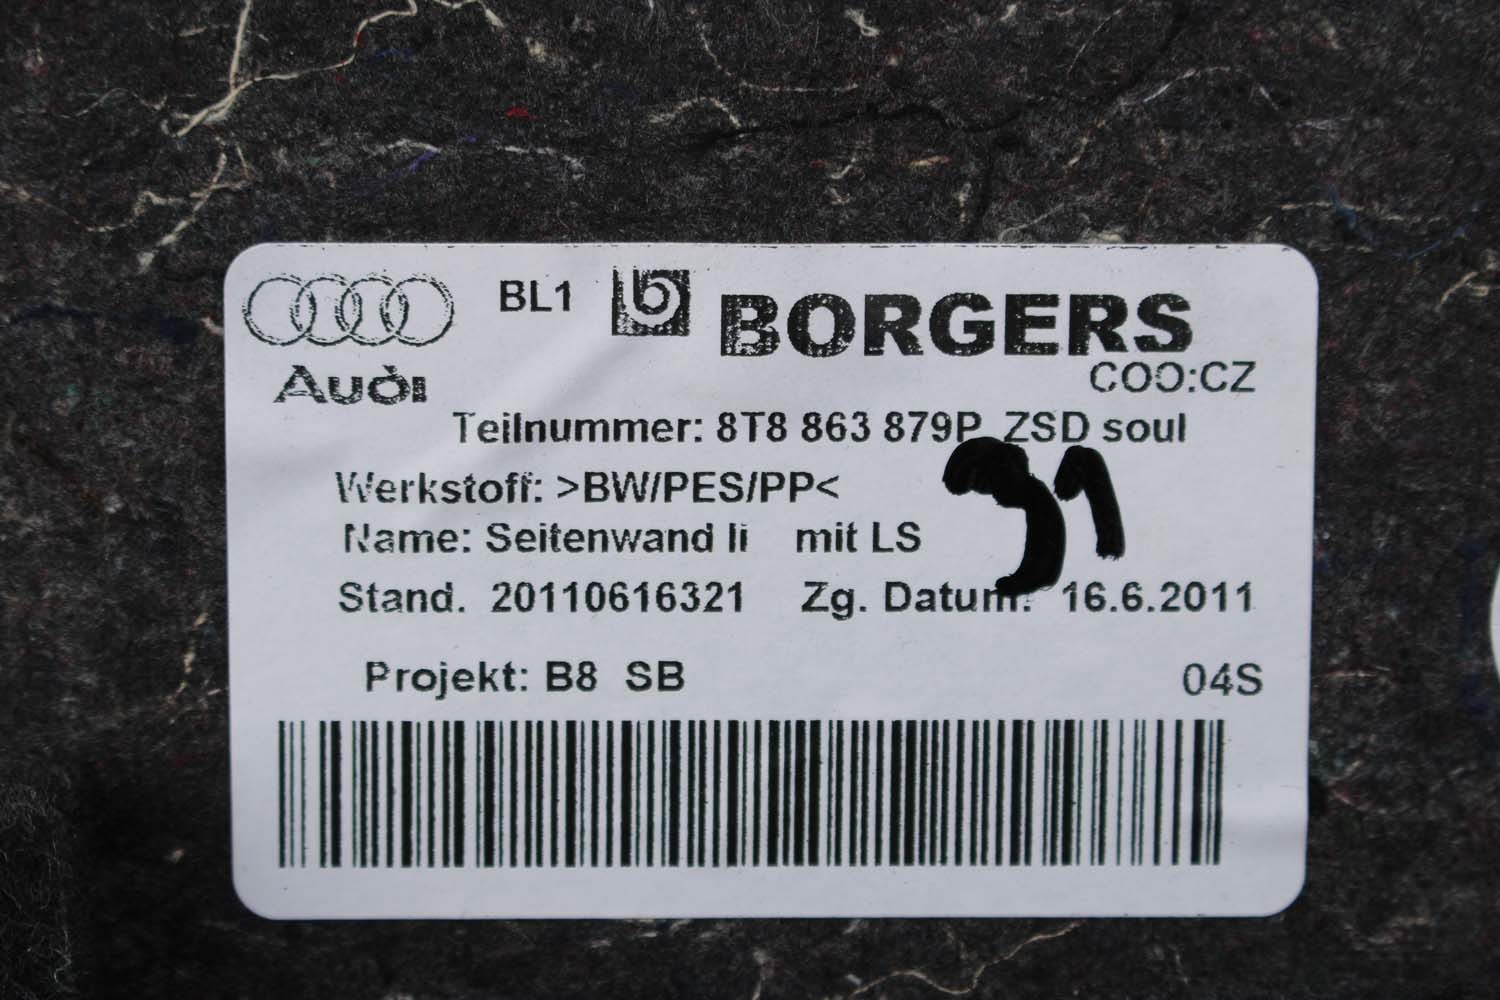 BL1 b BORGERS
Audi COO:CZ
Teilnummer: 8T8 863 879P ZSD soul
Werkstoff: >BW/PES/PP<
Name: Seitenwand li mit LS
Stand. 20110616321 Zg. Datum: 16.6.2011
Projekt: B8 SB 04S